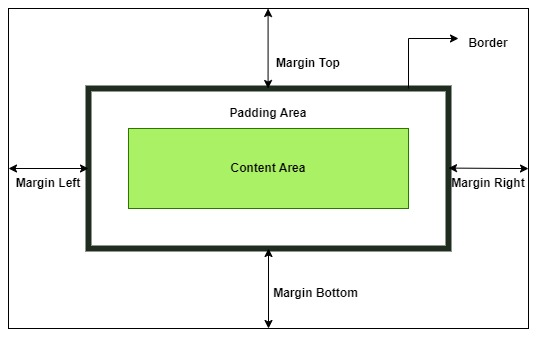 Border
Margin Top
Padding Area
Content Area
Margin Left
Margin Right
Margin Bottom